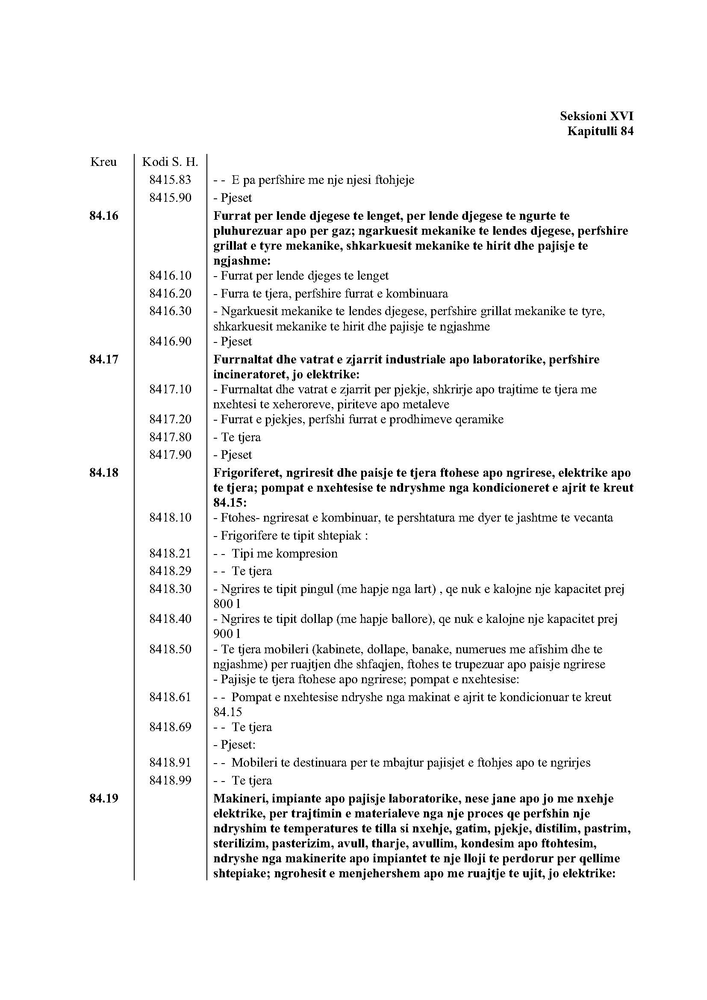 Seksioni XVI
Kapitulli 84
Kreu Kodi S. H.
8415.83 - - E pa perfshire me nje njesi ftohjeje
8415.90 - Pjeset
84.16 Furrat per lende djegese te lenget, per lende djegese te ngurte te
pluhurezuar apo per gaz; ngarkuesit mekanike te lendes djegese, perfshire
grillat e tyre mekanike, shkarkuesit mekanike te hirit dhe pajisje te
ngjashme:
8416.10 - Furrat per lende djeges te lenget
8416.20 - Furra te tjera, perfshire furrat e kombinuara
8416.30 - Ngarkuesit mekanike te lendes djegese, perfshire grillat mekanike te tyre,
shkarkuesit mekanike te hirit dhe pajisje te ngjashme
8416.90 - Pjeset
84.17 Furrnaltat dhe vatrat e zjarrit industriale apo laboratorike, perfshire
incineratoret, jo elektrike:
8417.10 - Furrnaltat dhe vatrat e zjarrit per pjekje, shkrirje apo trajtime te tjera me
nxehtesi te xeheroreve, piriteve apo metaleve
8417.20 - Furrat e pjekjes, perfshi furrat e prodhimeve qeramike
8417.80 - Te tjera
8417.90 - Pjeset
84.18 Frigoriferet, ngriresit dhe paisje te tjera ftohese apo ngrirese, elektrike apo
te tjera; pompat e nxehtesise te ndryshme nga kondicioneret e ajrit te kreut
84.15:
8418.10 - Ftohes- ngriresat e kombinuar, te pershtatura me dyer te jashtme te vecanta
- Frigorifere te tipit shtepiak :
8418.21 - - Tipi me kompresion
8418.29 - - Te tjera
8418.30 - Ngrires te tipit pingul (me hapje nga lart) , qe nuk e kalojne nje kapacitet prej
800 l
8418.40 - Ngrires te tipit dollap (me hapje ballore), qe nuk e kalojne nje kapacitet prej
900 l
8418.50 - Te tjera mobileri (kabinete, dollape, banake, numerues me afishim dhe te
ngjashme) per ruajtjen dhe shfaqjen, ftohes te trupezuar apo paisje ngrirese
- Pajisje te tjera ftohese apo ngrirese; pompat e nxehtesise:
8418.61 - - Pompat e nxehtesise ndryshe nga makinat e ajrit te kondicionuar te kreut
84.15
8418.69 - - Te tjera
- Pjeset:
8418.91 - - Mobileri te destinuara per te mbajtur pajisjet e ftohjes apo te ngrirjes
8418.99 - - Te tjera
84.19 Makineri, impiante apo pajisje laboratorike, nese jane apo jo me nxehje
elektrike, per trajtimin e materialeve nga nje proces qe perfshin nje
ndryshim te temperatures te tilla si nxehje, gatim, pjekje, distilim, pastrim,
sterilizim, pasterizim, avull, tharje, avullim, kondesim apo ftohtesim,
ndryshe nga makinerite apo impiantet te nje lloji te perdorur per qellime
shtepiake; ngrohesit e menjehershem apo me ruajtje te ujit, jo elektrike: